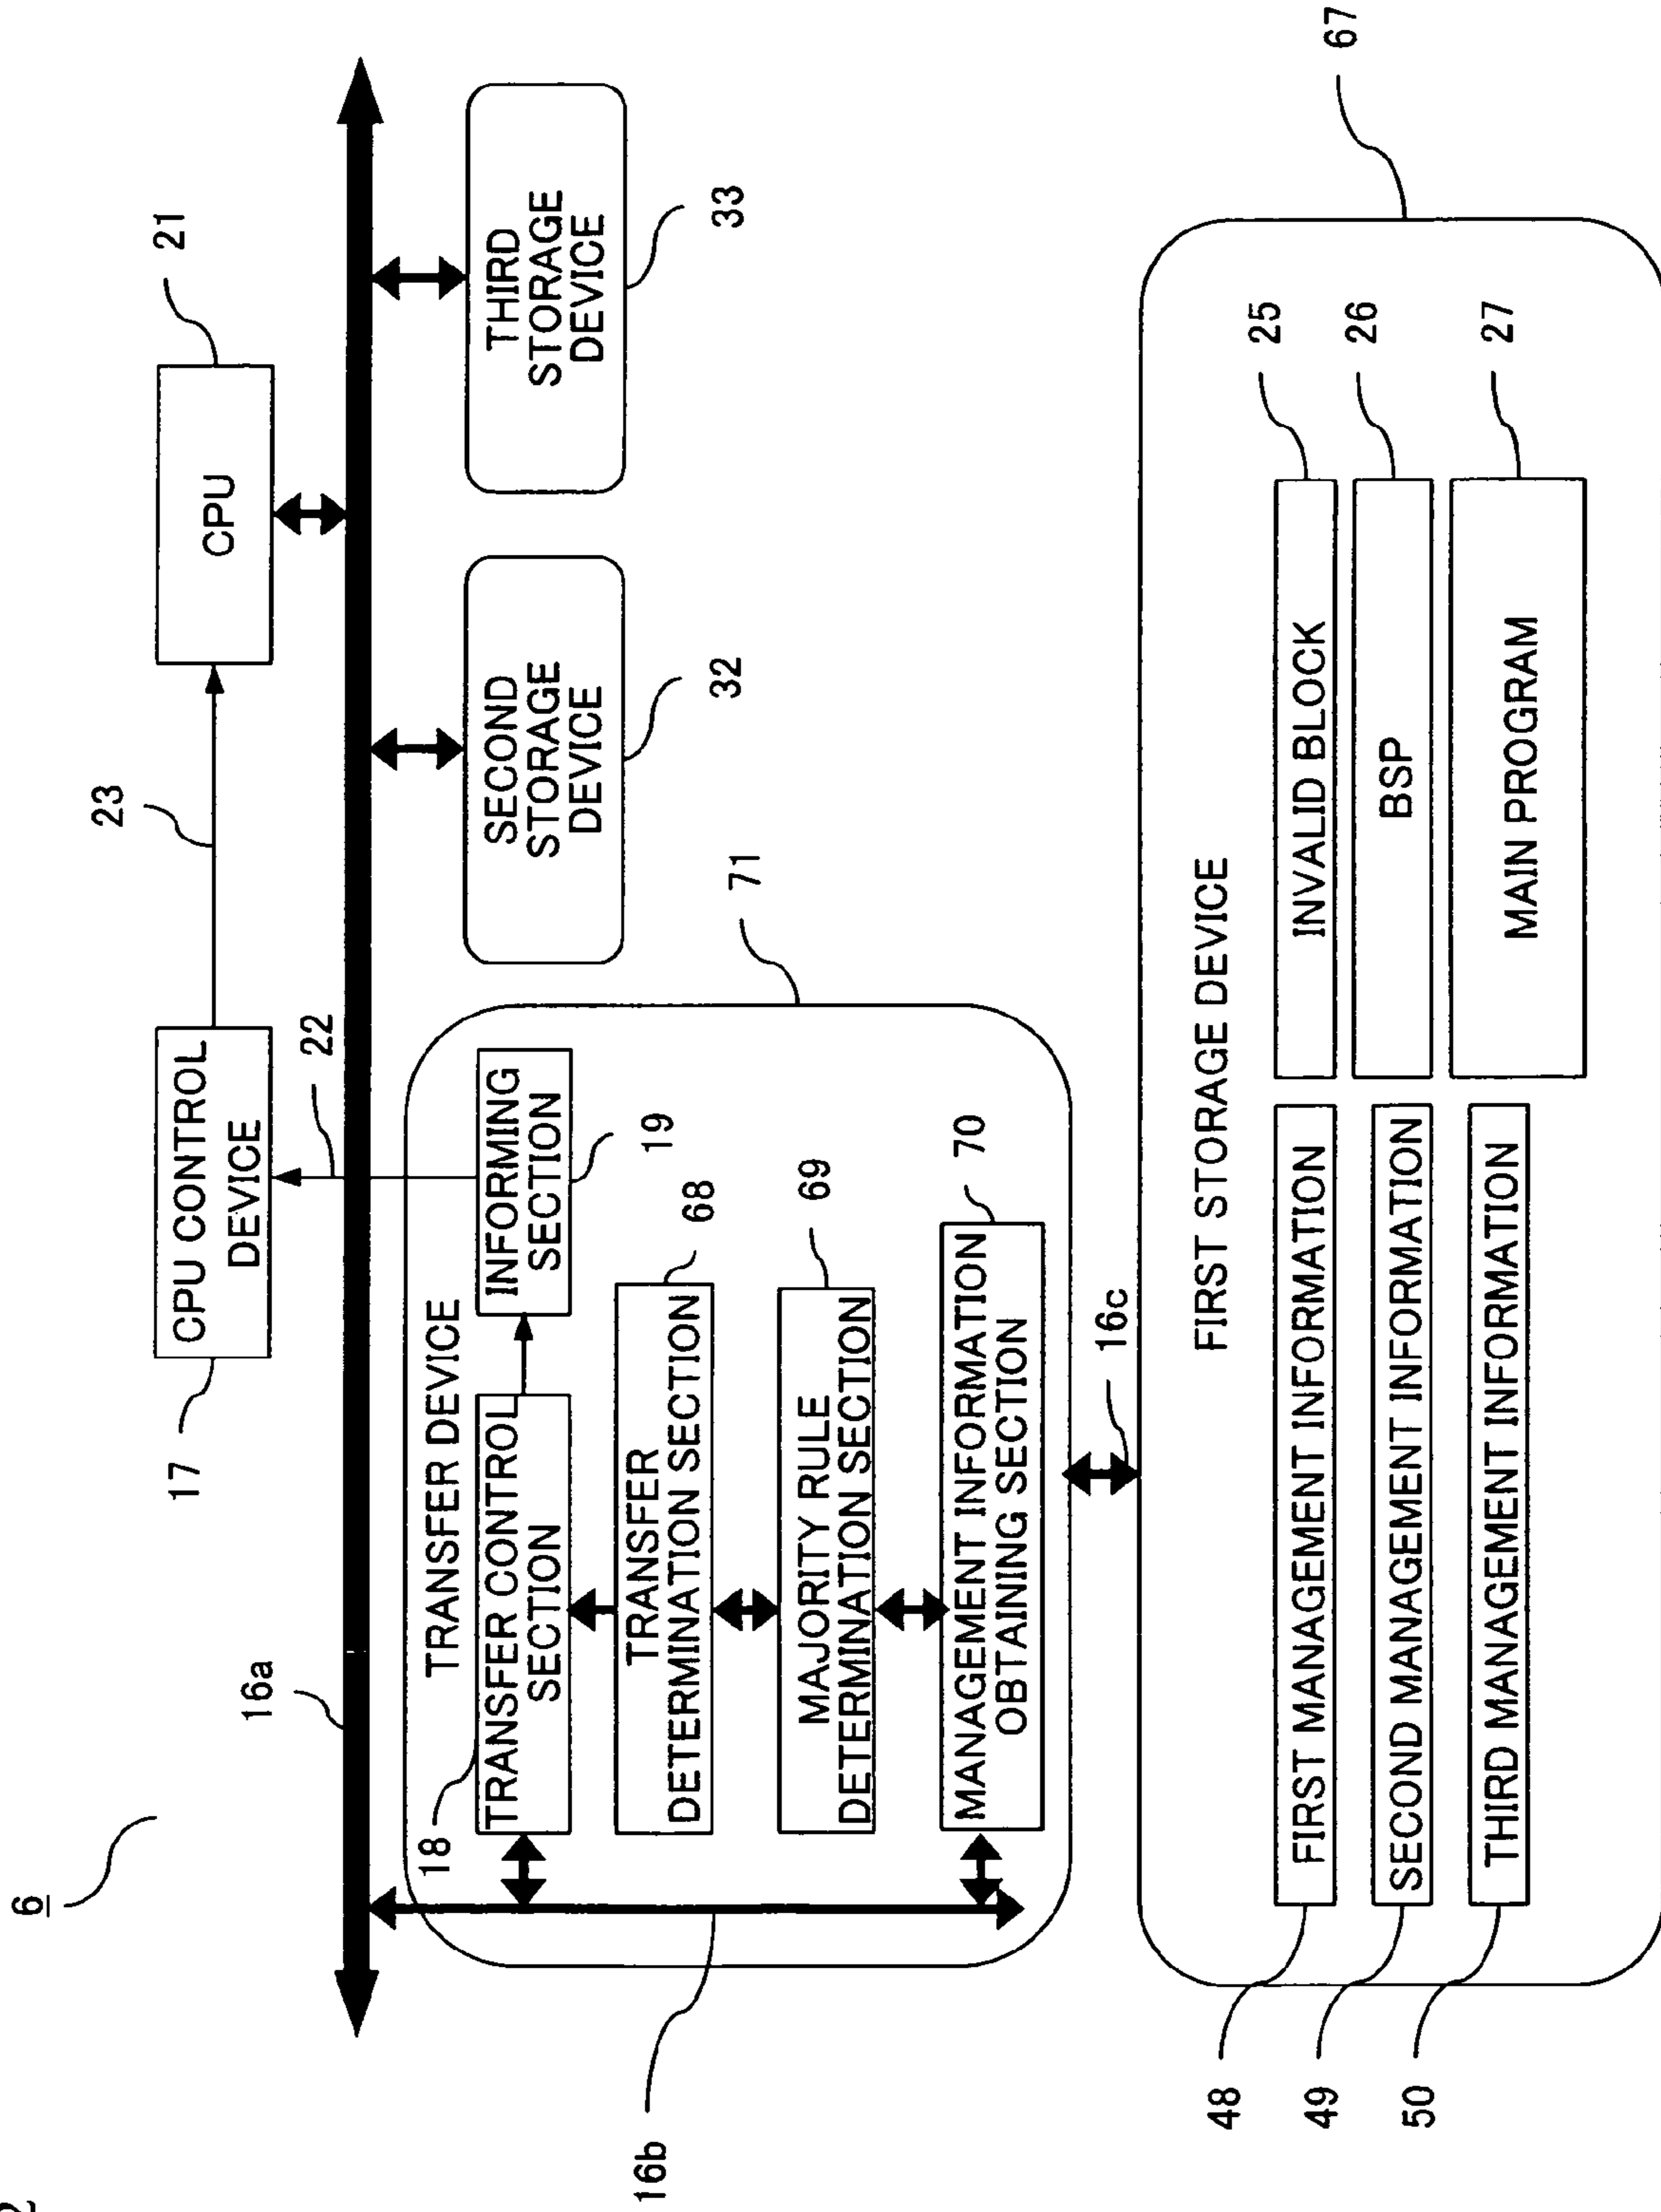 6
16a
17
CPU CONTROL
DEVICE
23
21
CPU
22
TRANSFER DEVICE
18
TRANSFER CONTROL
SECTION
INFORMING
SECTION
19
TRANSFER
DETERMINATION SECTION
68
MAJORITY RULE
DETERMINATION SECTION
69
MANAGEMENT INFORMATION
OBTAINING SECTION
70
71
16b
16c
SECOND
STORAGE
DEVICE
32
THIRD
STORAGE
DEVICE
33
FIRST STORAGE DEVICE
67
48
FIRST MANAGEMENT INFORMATION
INVALID BLOCK
25
49
SECOND MANAGEMENT INFORMATION
BSP
26
50
THIRD MANAGEMENT INFORMATION
MAIN PROGRAM
27